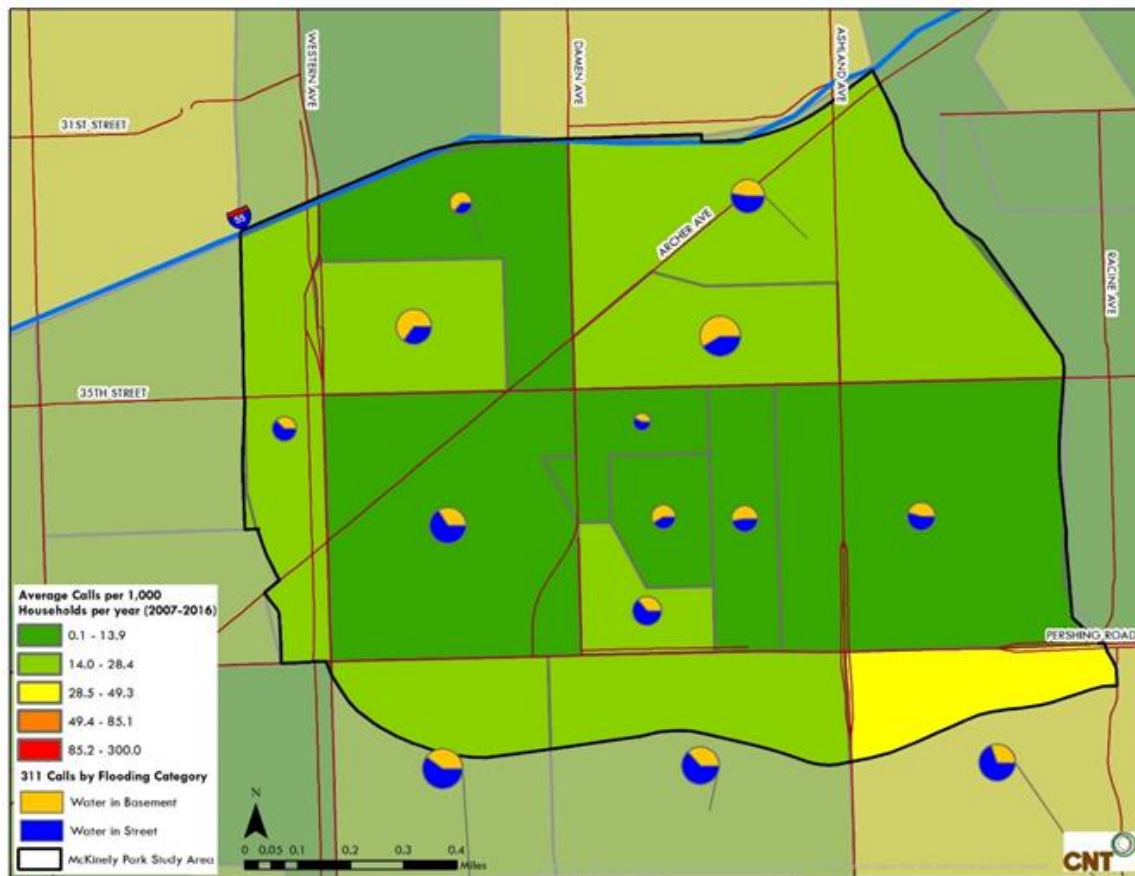 WESTERN AVE
DAMEN AVE
ASHLAND AVE
31ST STREET
55
ARCHER AVE
RACINE AVE
35TH STREET
PERSHING ROAD
Average Calls per 1,000
Households per year (2007-2016)
0.1 - 13.9
14.0 - 28.4
28.5 - 49.3
49.4 - 85.1
85.2 - 300.0
311 Calls by Flooding Category
Water in Basement
Water in Street
McKinely Park Study Area
N
0 0.05 0.1 0.2 0.3 0.4
Miles
CNT